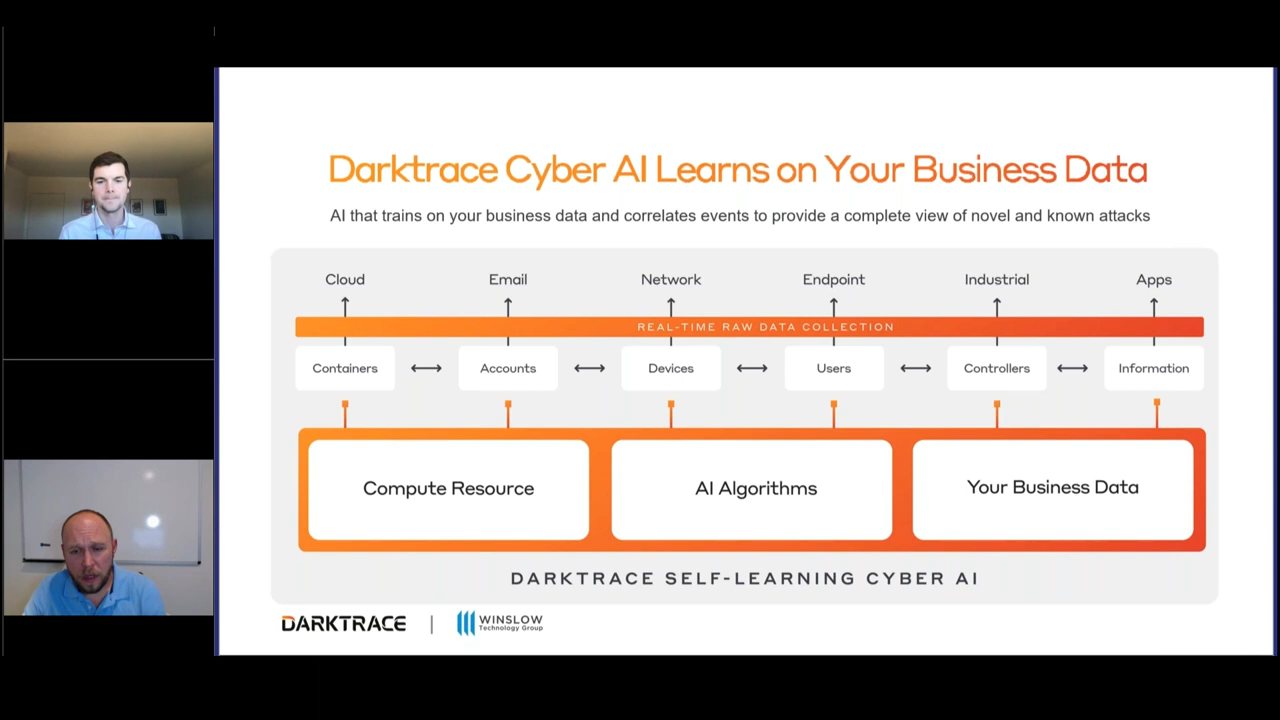 Darktrace Cyber AI Learns on Your Business Data
AI that trains on your business data and correlates events to provide a complete view of novel and known attacks
Cloud Email Network Endpoint Industrial Apps
REAL-TIME RAW DATA COLLECTION
Containers Accounts Devices Users Controllers Information
Compute Resource AI Algorithms Your Business Data
DARKTRACE SELF-LEARNING CYBER AI
DARKTRACE | WINSLOW
Technology Group